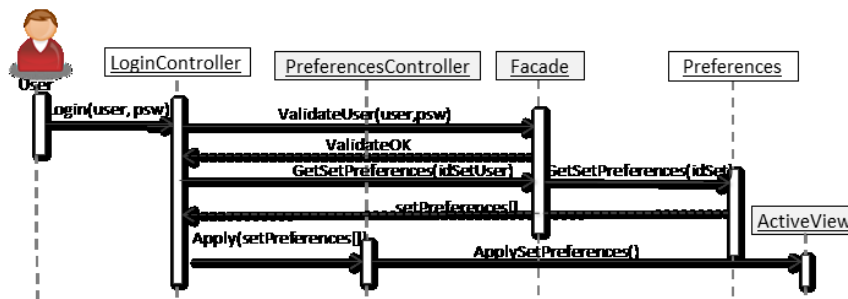 LoginController
PreferencesController
Facade
Preferences
User
Login(user, psw)
ValidateUser(user,psw)
ValidateOK
GetSetPreferences(idSetUser)
GetSetPreferences(idSet)
setPreferences[]
ActiveView
Apply(setPreferences[])
ApplySetPreferences()